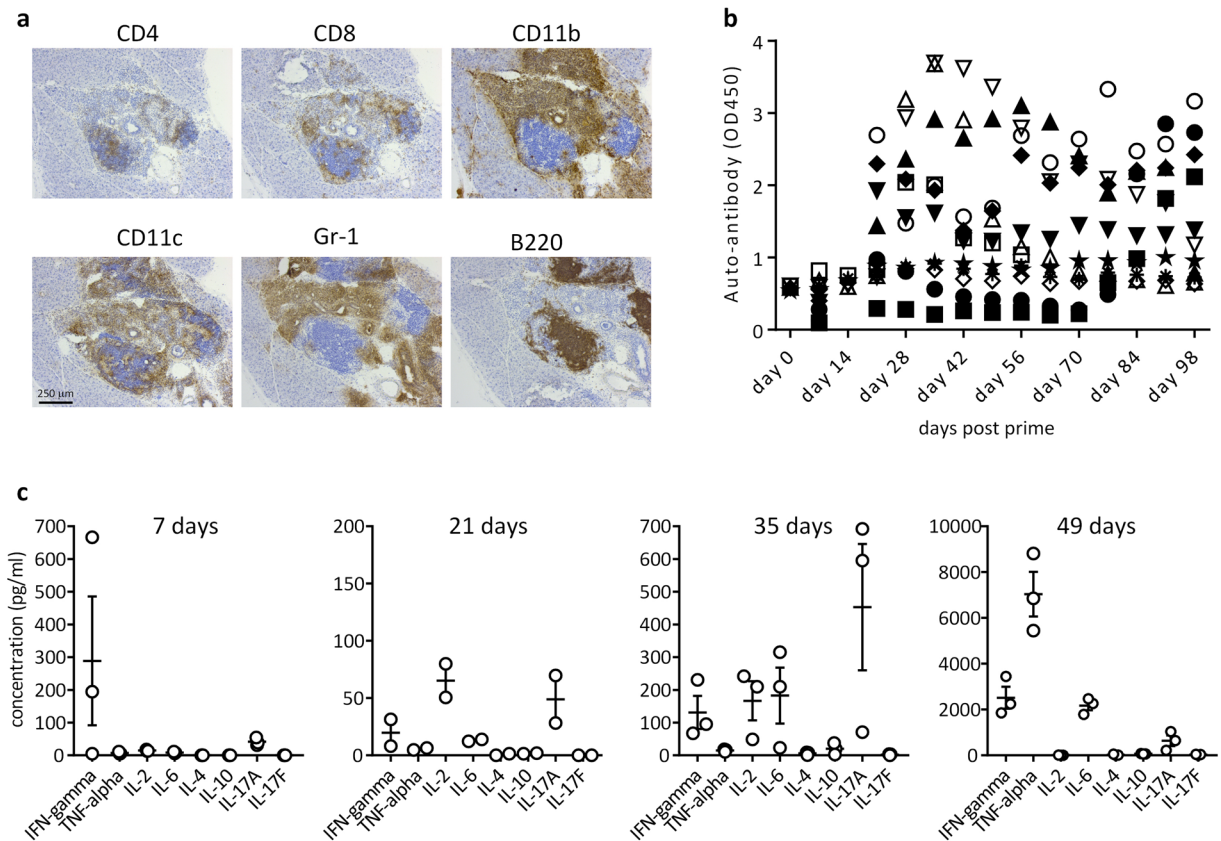 a
CD4 CD8 CD11b
CD11c Gr-1 B220
250 µm
b
Auto-antibody (OD450)
4
3
2
1
0
day 0 day 14 day 28 day 42 day 56 day 70 day 84 day 98
days post prime
c
concentration (pg/ml)
7 days
700
600
500
400
300
200
100
0
IFN-gamma TNF-alpha IL-2 IL-6 IL-4 IL-10 IL-17A IL-17F
21 days
200
150
100
50
0
IFN-gamma TNF-alpha IL-2 IL-6 IL-4 IL-10 IL-17A IL-17F
35 days
700
600
500
400
300
200
100
0
IFN-gamma TNF-alpha IL-2 IL-6 IL-4 IL-10 IL-17A IL-17F
49 days
10000
8000
6000
4000
2000
0
IFN-gamma TNF-alpha IL-2 IL-6 IL-4 IL-10 IL-17A IL-17F